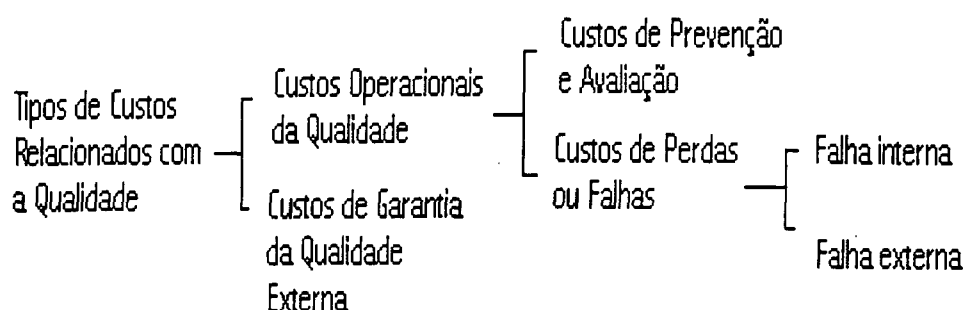 Tipos de Custos
Relacionados com
a Qualidade
Custos Operacionais
da Qualidade
Custos de Garantia
da Qualidade
Externa
Custos de Prevenção
e Avaliação
Custos de Perdas
ou Falhas
Falha interna
Falha externa